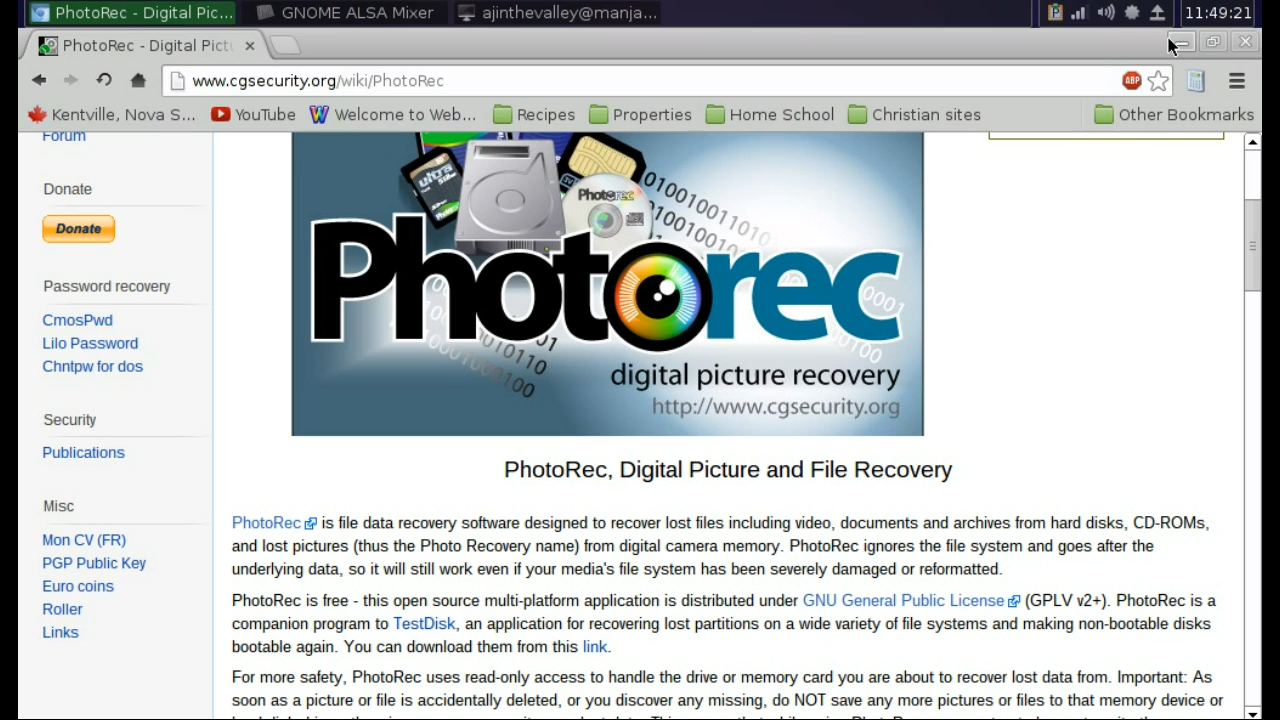 PhotoRec - Digital Pic...
GNOME ALSA Mixer
ajinthevalley@manja...
11:49:21
PhotoRec - Digital Pict
www.cgsecurity.org/wiki/PhotoRec
ABP
Kentville, Nova S...
YouTube
Welcome to Web...
Recipes
Properties
Home School
Christian sites
Other Bookmarks
Forum
Donate
Donate
Password recovery
CmosPwd
Lilo Password
Chntpw for dos
Security
Publications
Misc
Mon CV (FR)
PGP Public Key
Euro coins
Roller
Links
ultra
Photorec
Photorec
digital picture recovery
http://www.cgsecurity.org
PhotoRec, Digital Picture and File Recovery
PhotoRec is file data recovery software designed to recover lost files including video, documents and archives from hard disks, CD-ROMs,
and lost pictures (thus the Photo Recovery name) from digital camera memory. PhotoRec ignores the file system and goes after the
underlying data, so it will still work even if your media's file system has been severely damaged or reformatted.
PhotoRec is free - this open source multi-platform application is distributed under GNU General Public License (GPLV v2+). PhotoRec is a
companion program to TestDisk, an application for recovering lost partitions on a wide variety of file systems and making non-bootable disks
bootable again. You can download them from this link.
For more safety, PhotoRec uses read-only access to handle the drive or memory card you are about to recover lost data from. Important: As
soon as a picture or file is accidentally deleted, or you discover any missing, do NOT save any more pictures or files to that memory device or